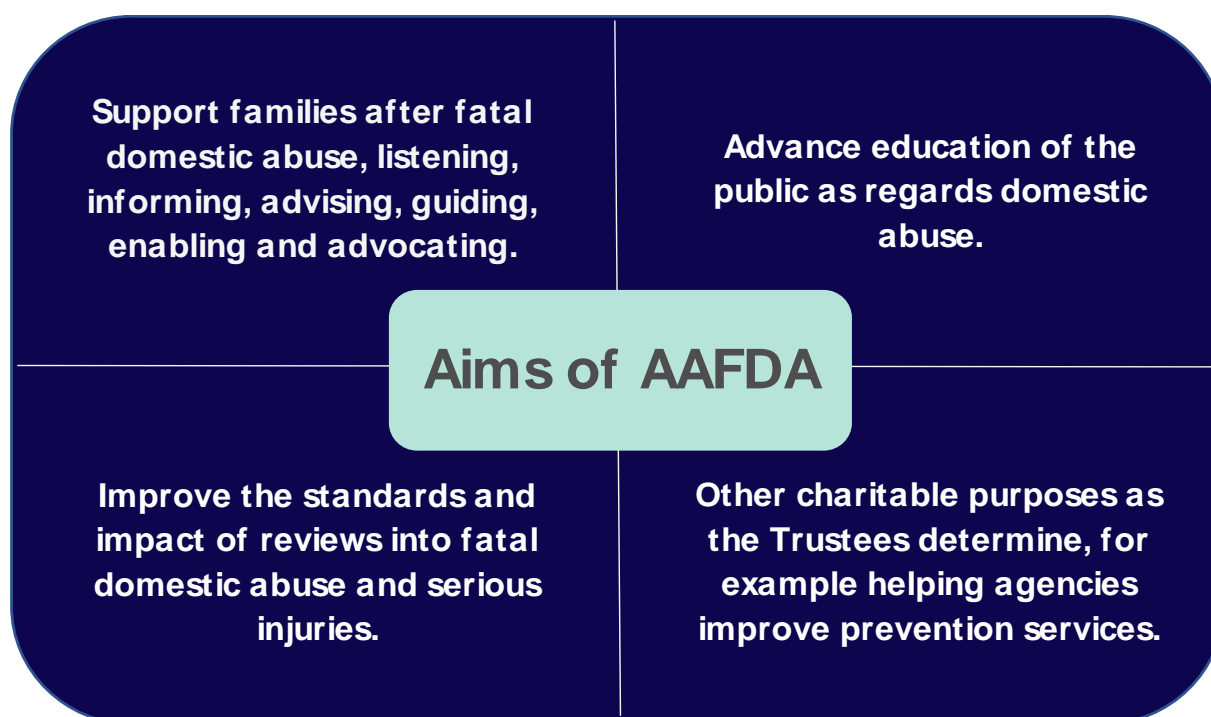 Support families after fatal
domestic abuse, listening,
informing, advising, guiding,
enabling and advocating.
Advance education of the
public as regards domestic
abuse.
Aims of AAFDA
Improve the standards and
impact of reviews into fatal
domestic abuse and serious
injuries.
Other charitable purposes as
the Trustees determine, for
example helping agencies
improve prevention services.